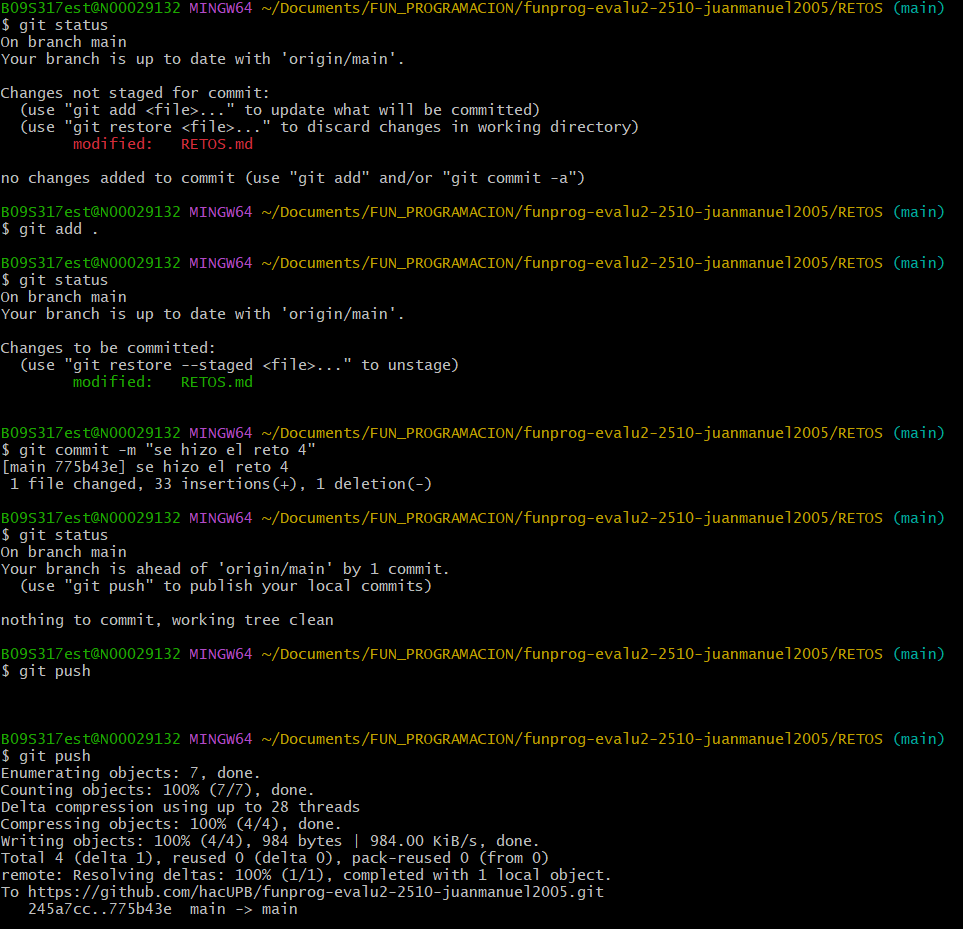 B09S317est@N00029132 MINGW64 ~/Documents/FUN_PROGRAMACION/funprog-evalu2-2510-juanmanuel2005/RETOS (main)
$ git status
On branch main
Your branch is up to date with 'origin/main'.
Changes not staged for commit:
  (use "git add <file>..." to update what will be committed)
  (use "git restore <file>..." to discard changes in working directory)
        modified:   RETOS.md
no changes added to commit (use "git add" and/or "git commit -a")
B09S317est@N00029132 MINGW64 ~/Documents/FUN_PROGRAMACION/funprog-evalu2-2510-juanmanuel2005/RETOS (main)
$ git add .
B09S317est@N00029132 MINGW64 ~/Documents/FUN_PROGRAMACION/funprog-evalu2-2510-juanmanuel2005/RETOS (main)
$ git status
On branch main
Your branch is up to date with 'origin/main'.
Changes to be committed:
  (use "git restore --staged <file>..." to unstage)
        modified:   RETOS.md
B09S317est@N00029132 MINGW64 ~/Documents/FUN_PROGRAMACION/funprog-evalu2-2510-juanmanuel2005/RETOS (main)
$ git commit -m "se hizo el reto 4"
[main 775b43e] se hizo el reto 4
 1 file changed, 33 insertions(+), 1 deletion(-)
B09S317est@N00029132 MINGW64 ~/Documents/FUN_PROGRAMACION/funprog-evalu2-2510-juanmanuel2005/RETOS (main)
$ git status
On branch main
Your branch is ahead of 'origin/main' by 1 commit.
  (use "git push" to publish your local commits)
nothing to commit, working tree clean
B09S317est@N00029132 MINGW64 ~/Documents/FUN_PROGRAMACION/funprog-evalu2-2510-juanmanuel2005/RETOS (main)
$ git push
B09S317est@N00029132 MINGW64 ~/Documents/FUN_PROGRAMACION/funprog-evalu2-2510-juanmanuel2005/RETOS (main)
$ git push
Enumerating objects: 7, done.
Counting objects: 100% (7/7), done.
Delta compression using up to 28 threads
Compressing objects: 100% (4/4), done.
Writing objects: 100% (4/4), 984 bytes | 984.00 KiB/s, done.
Total 4 (delta 1), reused 0 (delta 0), pack-reused 0 (from 0)
remote: Resolving deltas: 100% (1/1), completed with 1 local object.
To https://github.com/hacUPB/funprog-evalu2-2510-juanmanuel2005.git
   245a7cc..775b43e  main -> main